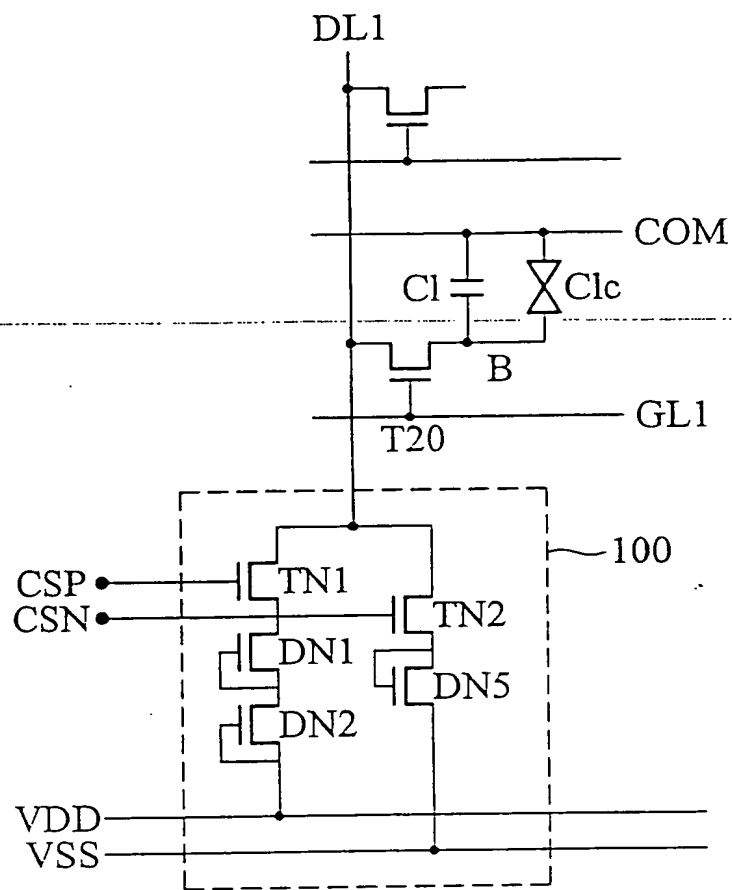 DL1
COM
Cl
Clc
B
GL1
T20
100
CSP
TN1
CSN
TN2
DN1
DN5
DN2
VDD
VSS